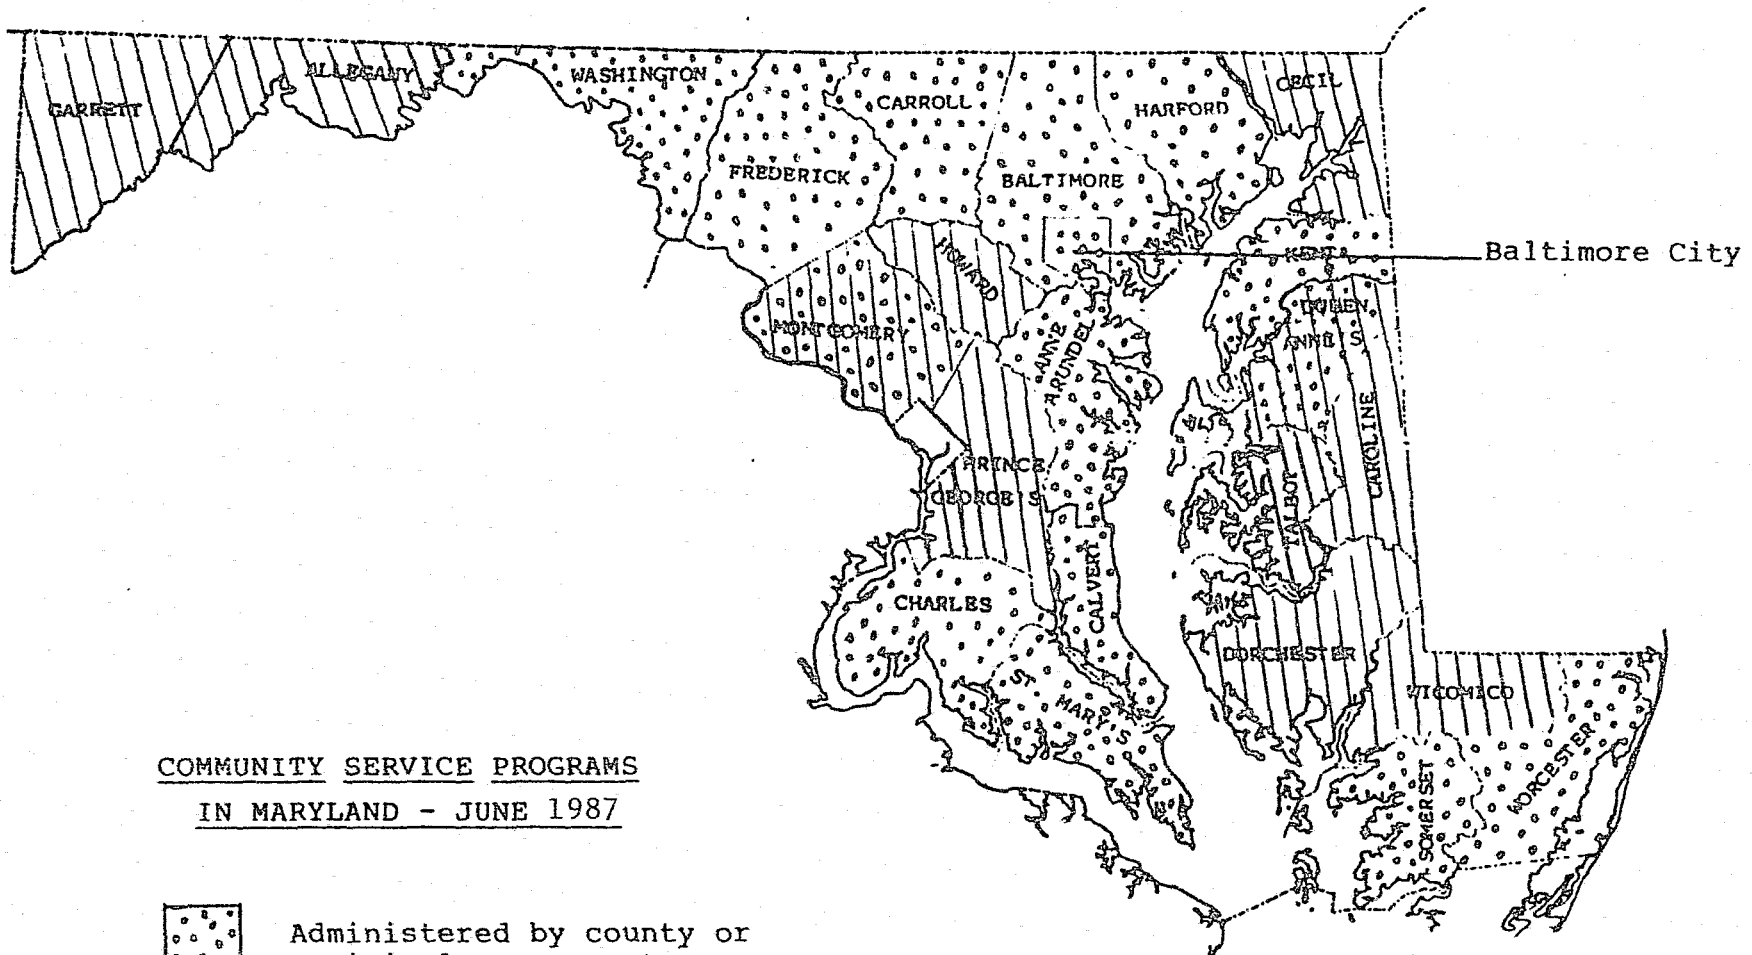 GARRETT
ALLEGANY
WASHINGTON
FREDERICK
CARROLL
BALTIMORE
HARFORD
CECIL
Baltimore City
KENT
QUEEN
ANNE'S
HOWARD
MONTGOMERY
ANNE
ARUNDEL
PRINCE
GEORGE'S
CAROLINE
TALBOT
CALVERT
CHARLES
ST. MARY'S
DORCHESTER
WICOMICO
WORCESTER
SOMERSET
COMMUNITY SERVICE PROGRAMS
IN MARYLAND - JUNE 1987
Administered by county or